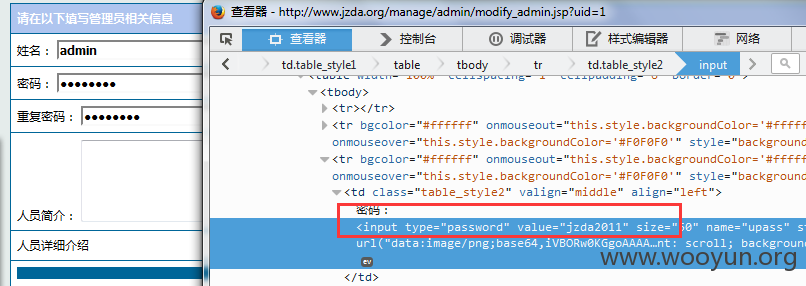 请在以下填写管理员相关信息
姓名： admin
密码： ●●●●●●●●
重复密码： ●●●●●●●●
人员简介：
人员详细介绍
查看器 - http://www.jzda.org/manage/admin/modify_admin.jsp?uid=1
查看器 控制台 调试器 样式编辑器 网络
td.table_style1 table tbody tr td.table_style2 input
<table width="100%" cellspacing="1" cellpadding="6" border="0">
<tbody>
<tr></tr>
<tr bgcolor="#ffffff" onmouseout="this.style.backgroundColor='#fffff
onmouseover="this.style.backgroundColor='#F0F0F0'" style="background
<tr bgcolor="#ffffff" onmouseout="this.style.backgroundColor='#fffff
onmouseover="this.style.backgroundColor='#F0F0F0'" style="background
<td class="table_style2" valign="middle" align="left">
密码：
<input type="password" value="jzda2011" size="50" name="upass" st
url("data:image/png;base64,iVBORw0KGgoAAAA…nt: scroll; backgroun
ev
</td>
www.wooyun.org